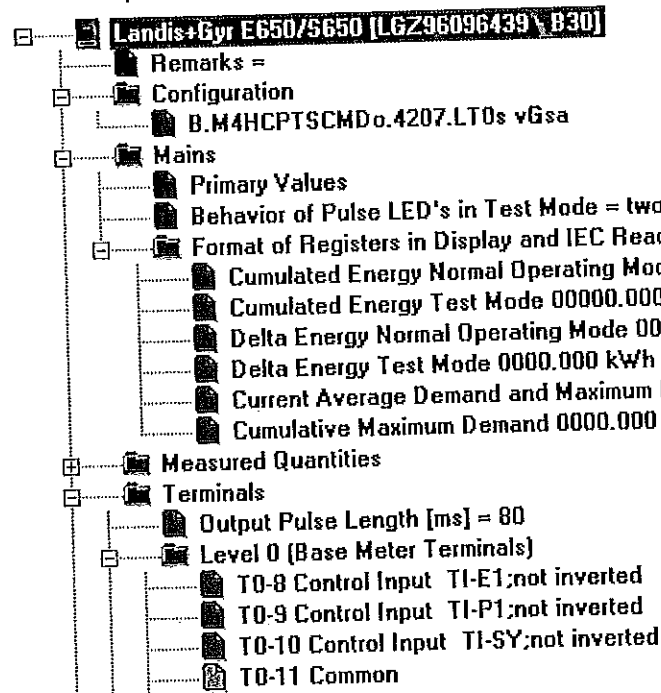 Landis+Gyr E650/S650 [LGZ96096439 \ B30]
Remarks =
Configuration
B.M4HCPTSCMDo.4207.LT0s vGsa
Mains
Primary Values
Behavior of Pulse LED's in Test Mode = two
Format of Registers in Display and IEC Read
Cumulated Energy Normal Operating Mod
Cumulated Energy Test Mode 00000.000
Delta Energy Normal Operating Mode 00
Delta Energy Test Mode 0000.000 kWh
Current Average Demand and Maximum
Cumulative Maximum Demand 0000.000
Measured Quantities
Terminals
Output Pulse Length [ms] = 80
Level 0 (Base Meter Terminals)
T0-8 Control Input TI-E1;not inverted
T0-9 Control Input TI-P1;not inverted
T0-10 Control Input TI-SY;not inverted
T0-11 Common